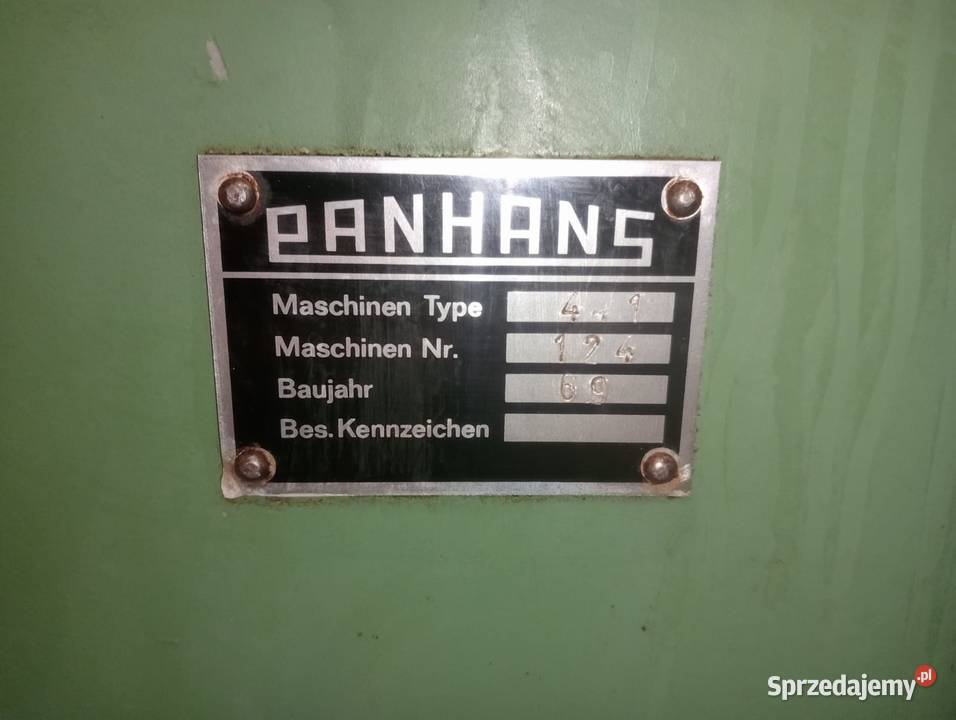 PANHANS
Maschinen Type 4.1
Maschinen Nr. 124
Baujahr 69
Bes. Kennzeichen
Sprzedajemy.pl